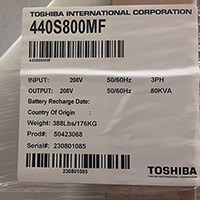 TOSHIBA INTERNATIONAL CORPORATION
440S800MF
440S800MF
INPUT: 208V 50/60Hz 3PH
OUTPUT: 208V 50/60Hz 80KVA
Battery Recharge Date:
Country Of Origin :
Weight: 388Lbs/176KG
Prod#: 50423068
Serial#: 230801085
230801085
TOSHIBA